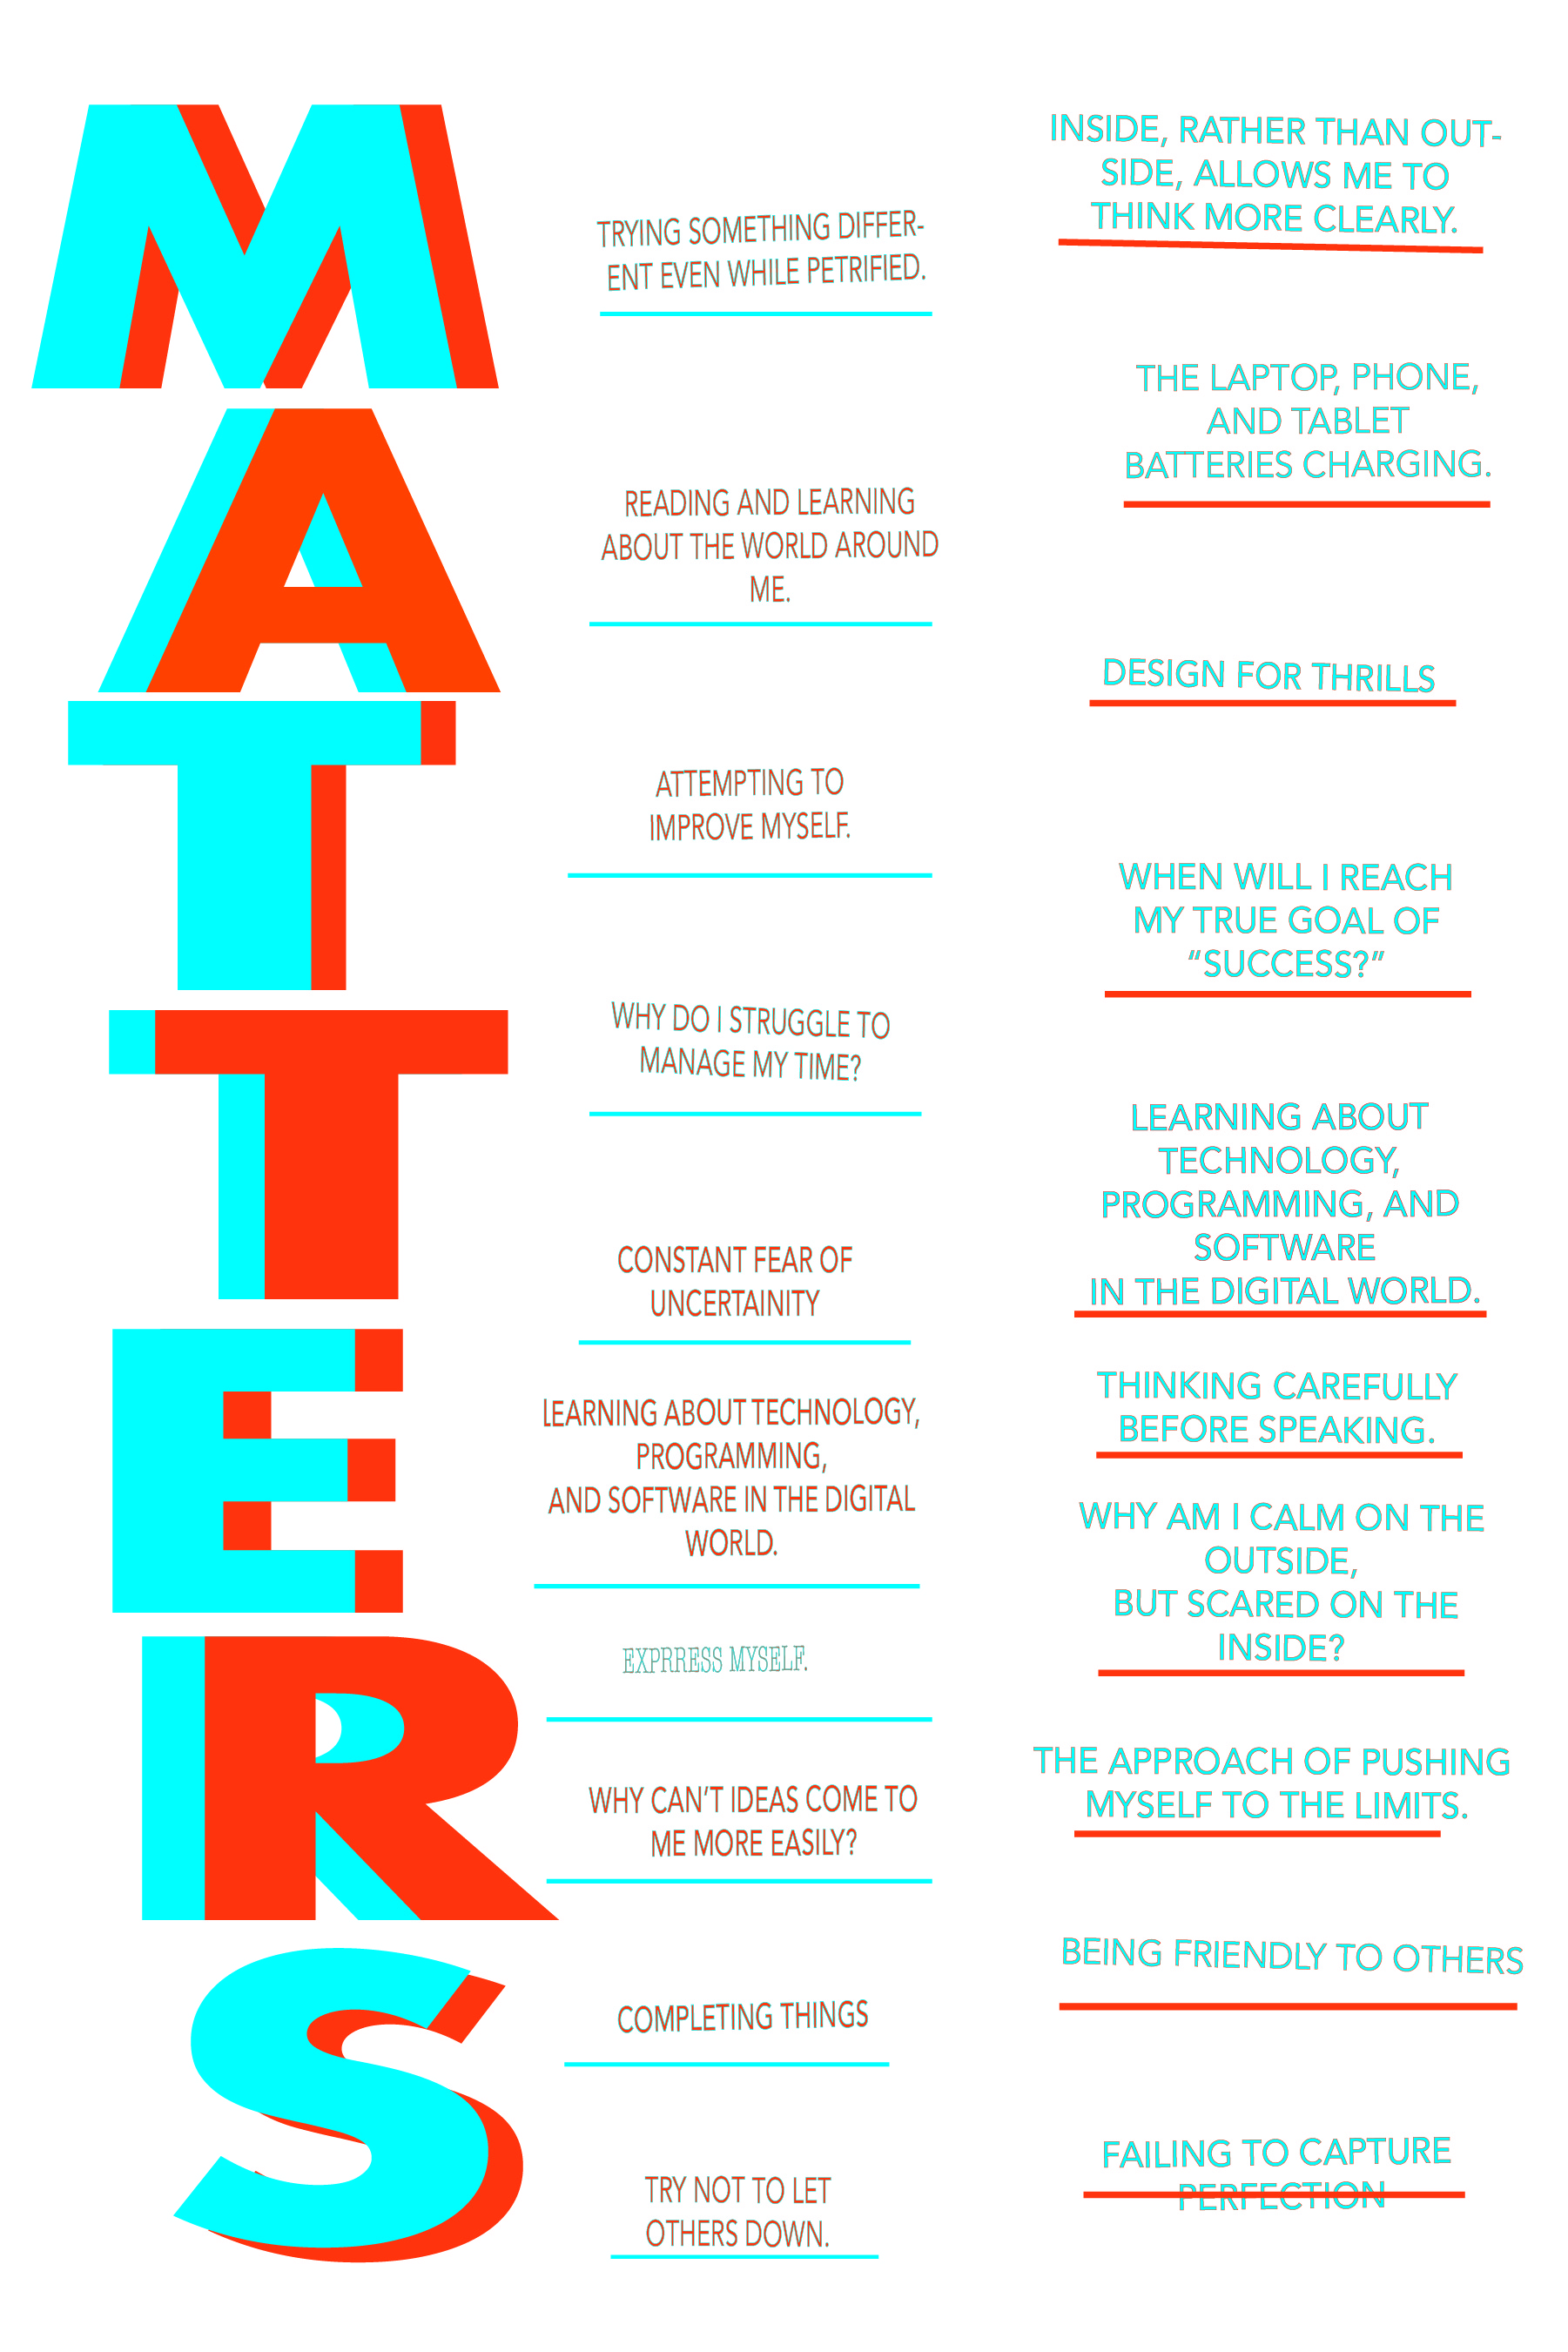 MATTERS
TRYING SOMETHING DIFFER-
ENT EVEN WHILE PETRIFIED.
READING AND LEARNING
ABOUT THE WORLD AROUND
ME.
ATTEMPTING TO
IMPROVE MYSELF.
WHY DO I STRUGGLE TO
MANAGE MY TIME?
CONSTANT FEAR OF
UNCERTAINITY
LEARNING ABOUT TECHNOLOGY,
PROGRAMMING,
AND SOFTWARE IN THE DIGITAL
WORLD.
EXPRRESS MYSELF.
WHY CAN'T IDEAS COME TO
ME MORE EASILY?
COMPLETING THINGS
TRY NOT TO LET
OTHERS DOWN.
INSIDE, RATHER THAN OUT-
SIDE, ALLOWS ME TO
THINK MORE CLEARLY.
THE LAPTOP, PHONE,
AND TABLET
BATTERIES CHARGING.
DESIGN FOR THRILLS
WHEN WILL I REACH
MY TRUE GOAL OF
“SUCCESS?”
LEARNING ABOUT
TECHNOLOGY,
PROGRAMMING, AND
SOFTWARE
IN THE DIGITAL WORLD.
THINKING CAREFULLY
BEFORE SPEAKING.
WHY AM I CALM ON THE
OUTSIDE,
BUT SCARED ON THE
INSIDE?
THE APPROACH OF PUSHING
MYSELF TO THE LIMITS.
BEING FRIENDLY TO OTHERS
FAILING TO CAPTURE
PERFECTION